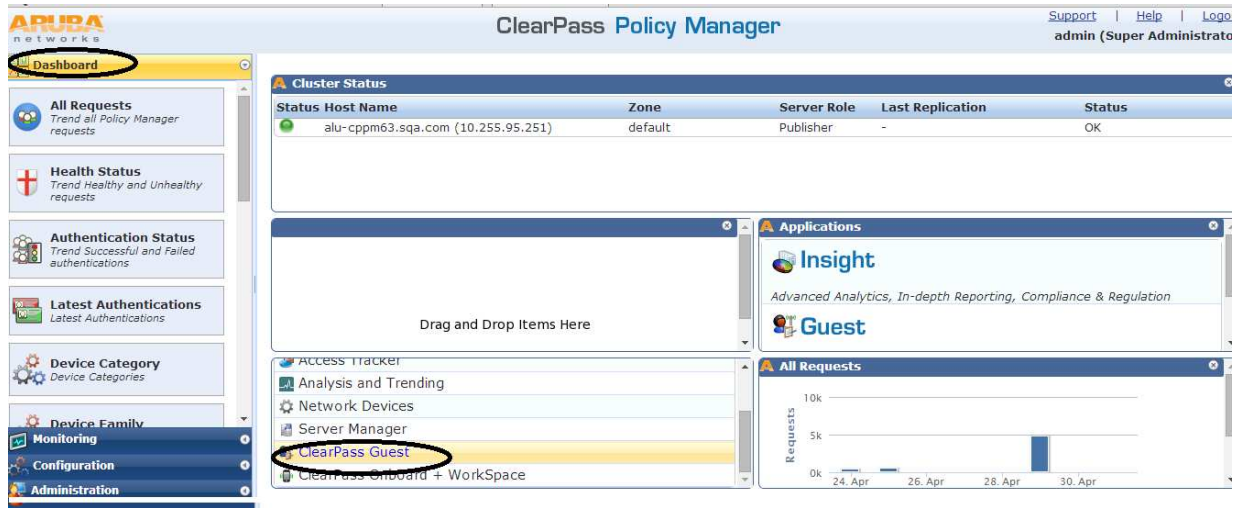 ARUBA
networks
ClearPass Policy Manager
Support | Help | Logo
admin (Super Administrato
Dashboard
All Requests
Trend all Policy Manager
requests
Health Status
Trend Healthy and Unhealthy
requests
Authentication Status
Trend Successful and Failed
authentications
Latest Authentications
Latest Authentications
Device Category
Device Categories
Device Family
Monitoring
Configuration
Administration
Cluster Status
Status Host Name Zone Server Role Last Replication Status
alu-cppm63.sqa.com (10.255.95.251) default Publisher - OK
Drag and Drop Items Here
Applications
Insight
Advanced Analytics, In-depth Reporting, Compliance & Regulation
Guest
Access Tracker
Analysis and Trending
Network Devices
Server Manager
ClearPass Guest
ClearPass Onboard + WorkSpace
All Requests
Requests
10k
5k
0k
24. Apr 26. Apr 28. Apr 30. Apr